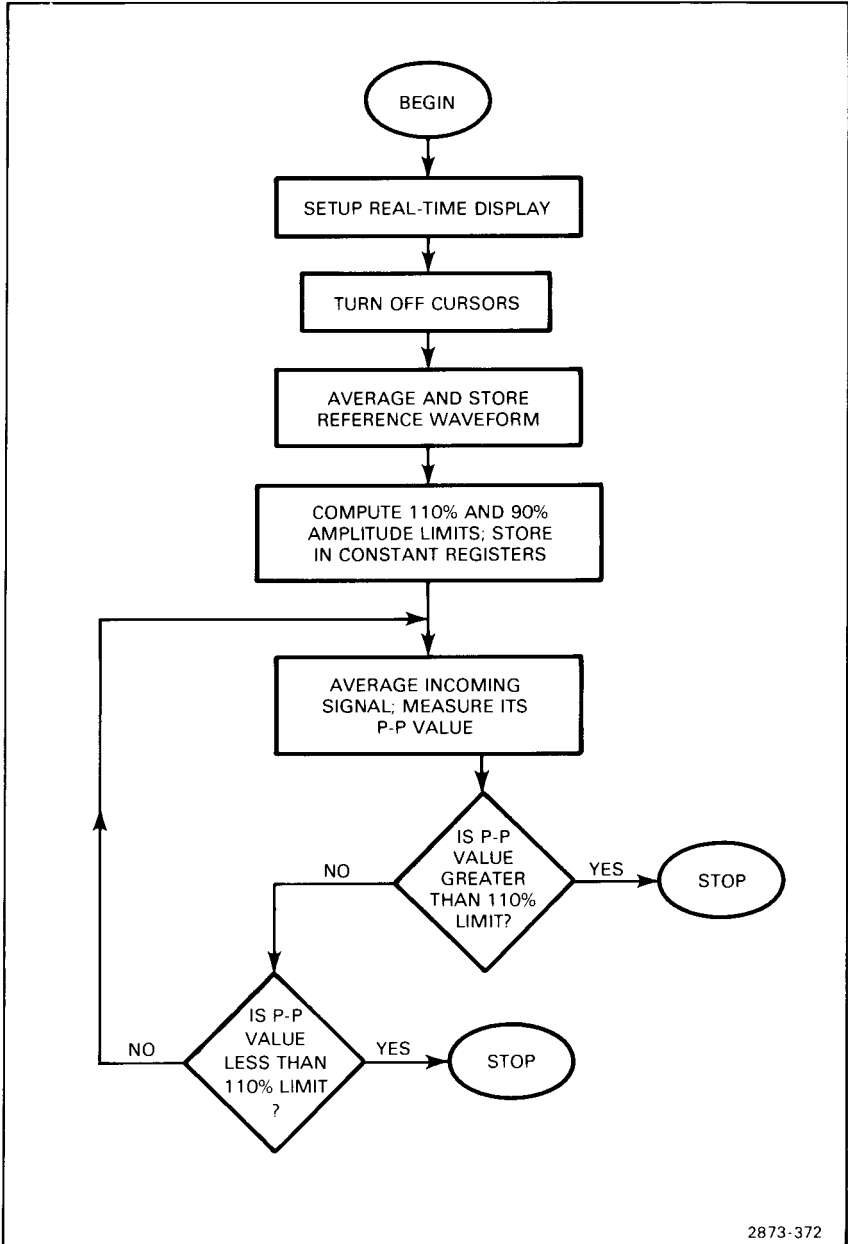 BEGIN
SETUP REAL-TIME DISPLAY
TURN OFF CURSORS
AVERAGE AND STORE
REFERENCE WAVEFORM
COMPUTE 110% AND 90%
AMPLITUDE LIMITS; STORE
IN CONSTANT REGISTERS
AVERAGE INCOMING
SIGNAL; MEASURE ITS
P-P VALUE
IS P-P
VALUE
GREATER
THAN 110%
LIMIT?
YES
STOP
NO
IS P-P
VALUE
LESS THAN
110% LIMIT
?
YES
STOP
NO
2873-372